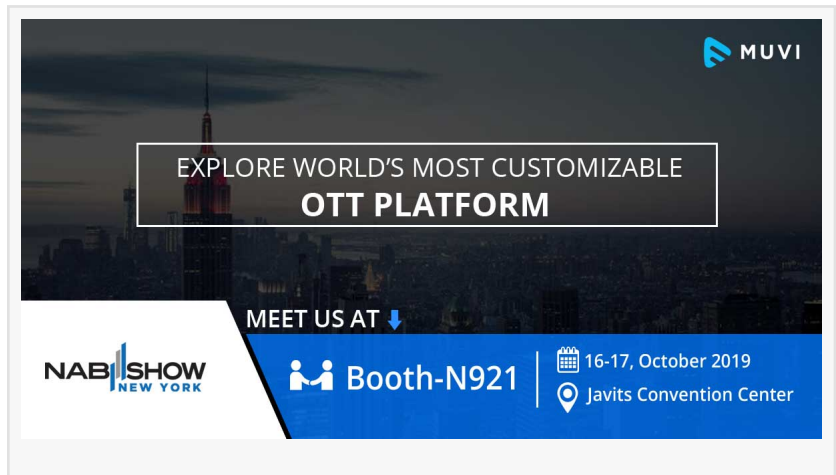 MUVI
EXPLORE WORLD'S MOST CUSTOMIZABLE
OTT PLATFORM
MEET US AT
NAB SHOW
NEW YORK
Booth-N921
16-17, October 2019
Javits Convention Center